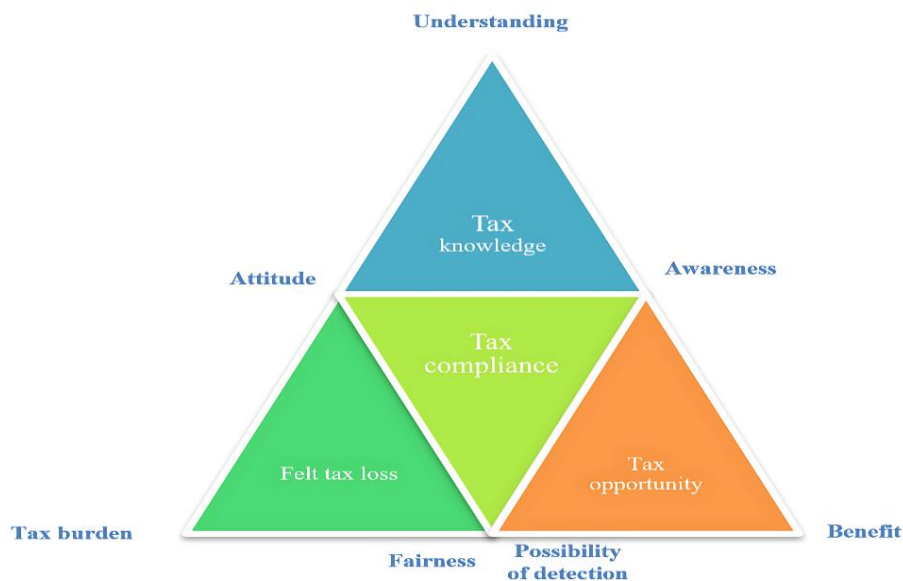 Understanding
Tax
knowledge
Attitude
Awareness
Tax
compliance
Felt tax loss
Tax
opportunity
Tax burden
Benefit
Fairness
Possibility
of detection